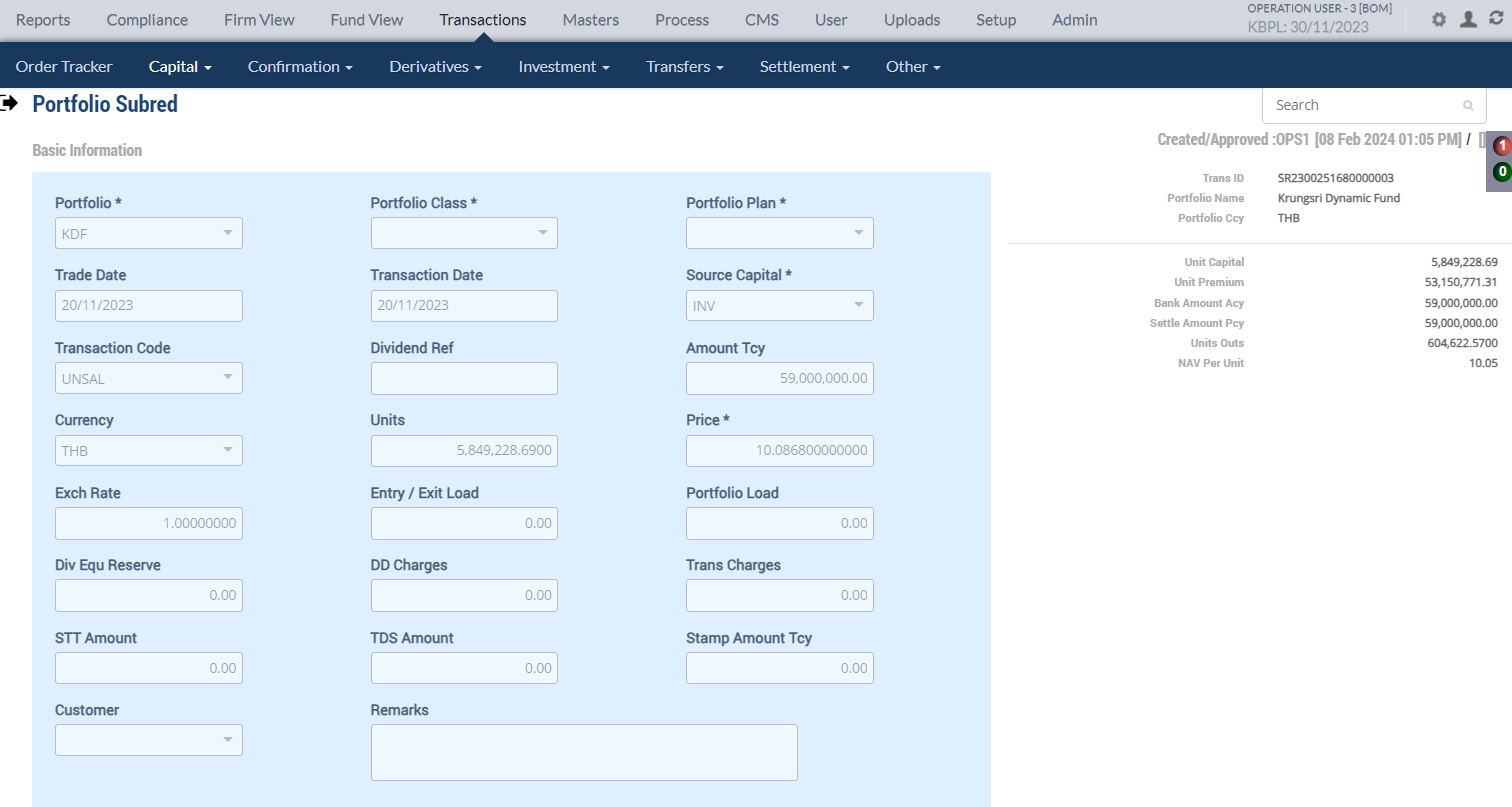 Reports Compliance Firm View Fund View Transactions Masters Process CMS User Uploads Setup Admin
OPERATION USER - 3 [BOM]
KBPL: 30/11/2023
Order Tracker Capital Confirmation Derivatives Investment Transfers Settlement Other
Portfolio Subred
Search
Basic Information
Created/Approved :OPS1 [08 Feb 2024 01:05 PM] / [
1
0
Portfolio * Portfolio Class * Portfolio Plan *
KDF
Trade Date Transaction Date Source Capital *
20/11/2023 20/11/2023 INV
Transaction Code Dividend Ref Amount Tcy
UNSAL 59,000,000.00
Currency Units Price *
THB 5,849,228.6900 10.086800000000
Exch Rate Entry / Exit Load Portfolio Load
1.00000000 0.00 0.00
Div Equ Reserve DD Charges Trans Charges
0.00 0.00 0.00
STT Amount TDS Amount Stamp Amount Tcy
0.00 0.00 0.00
Customer Remarks
Trans ID SR2300251680000003
Portfolio Name Krungsri Dynamic Fund
Portfolio Ccy THB
Unit Capital 5,849,228.69
Unit Premium 53,150,771.31
Bank Amount Acy 59,000,000.00
Settle Amount Pcy 59,000,000.00
Units Outs 604,622.5700
NAV Per Unit 10.05